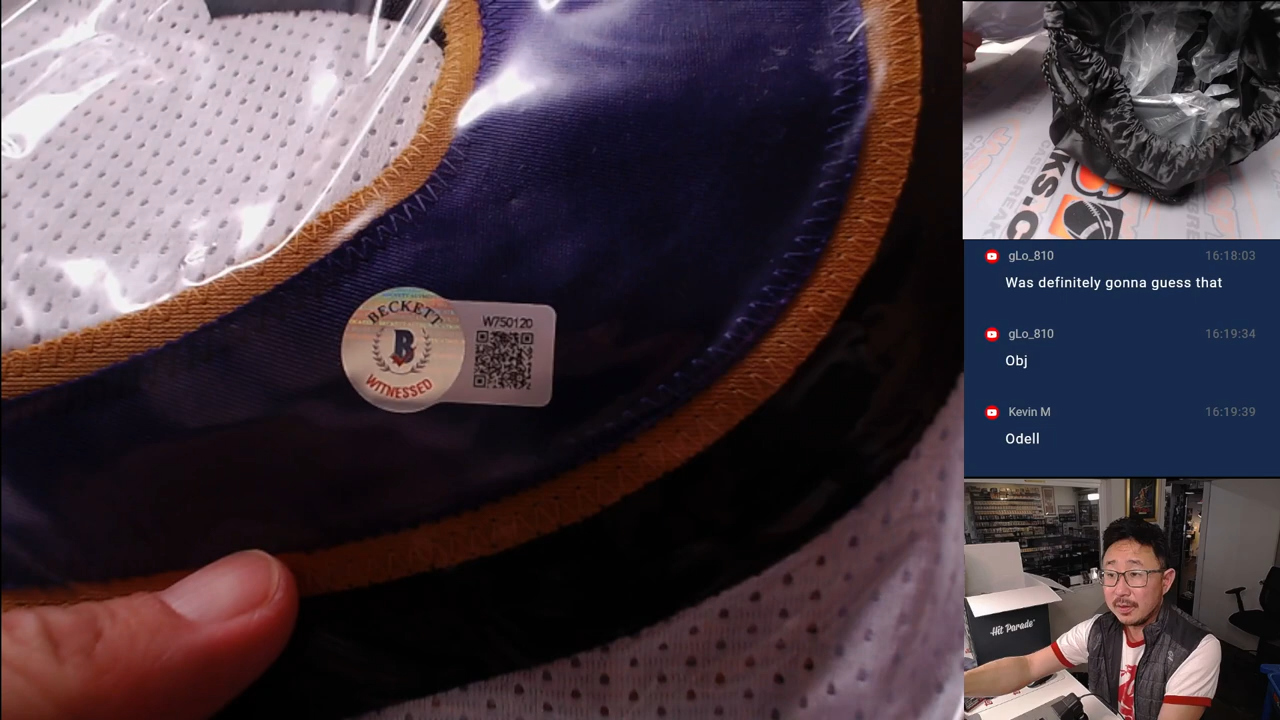 BECKETT
B
WITNESSED
W750120
KS.C
gLo_810 16:18:03
Was definitely gonna guess that
gLo_810 16:19:34
Obj
Kevin M 16:19:39
Odell
Hit Parade